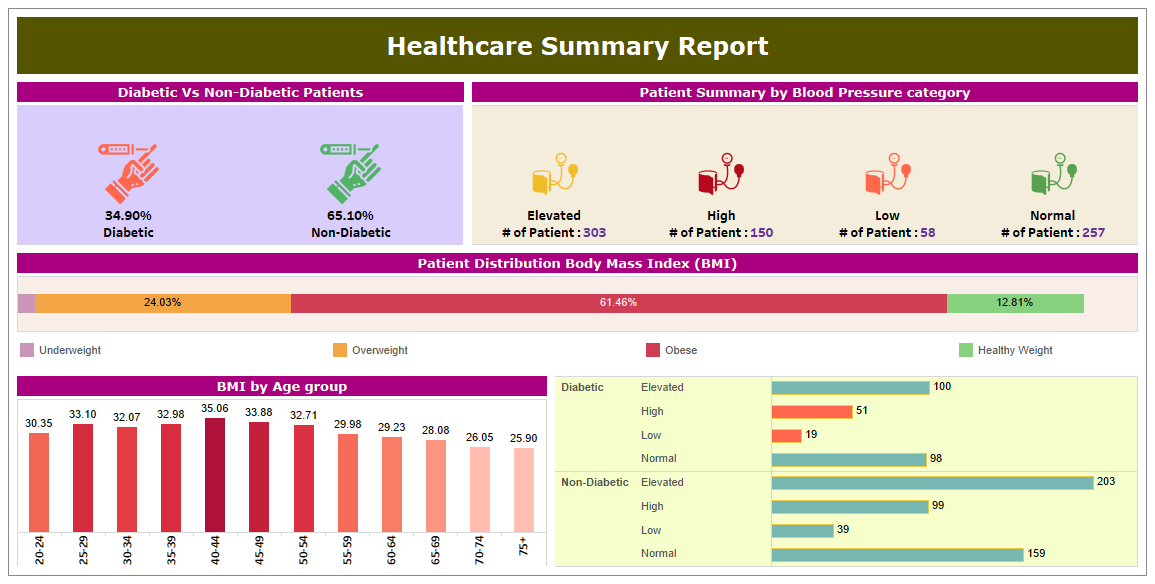 Healthcare Summary Report
Diabetic Vs Non-Diabetic Patients
34.90%
Diabetic
65.10%
Non-Diabetic
Patient Summary by Blood Pressure category
Elevated
# of Patient : 303
High
# of Patient : 150
Low
# of Patient : 58
Normal
# of Patient : 257
Patient Distribution Body Mass Index (BMI)
24.03%
61.46%
12.81%
Underweight
Overweight
Obese
Healthy Weight
BMI by Age group
30.35
33.10
32.07
32.98
35.06
33.88
32.71
29.98
29.23
28.08
26.05
25.90
20-24
25-29
30-34
35-39
40-44
45-49
50-54
55-59
60-64
65-69
70-74
75+
Diabetic
Elevated
100
High
51
Low
19
Normal
98
Non-Diabetic
Elevated
203
High
99
Low
39
Normal
159